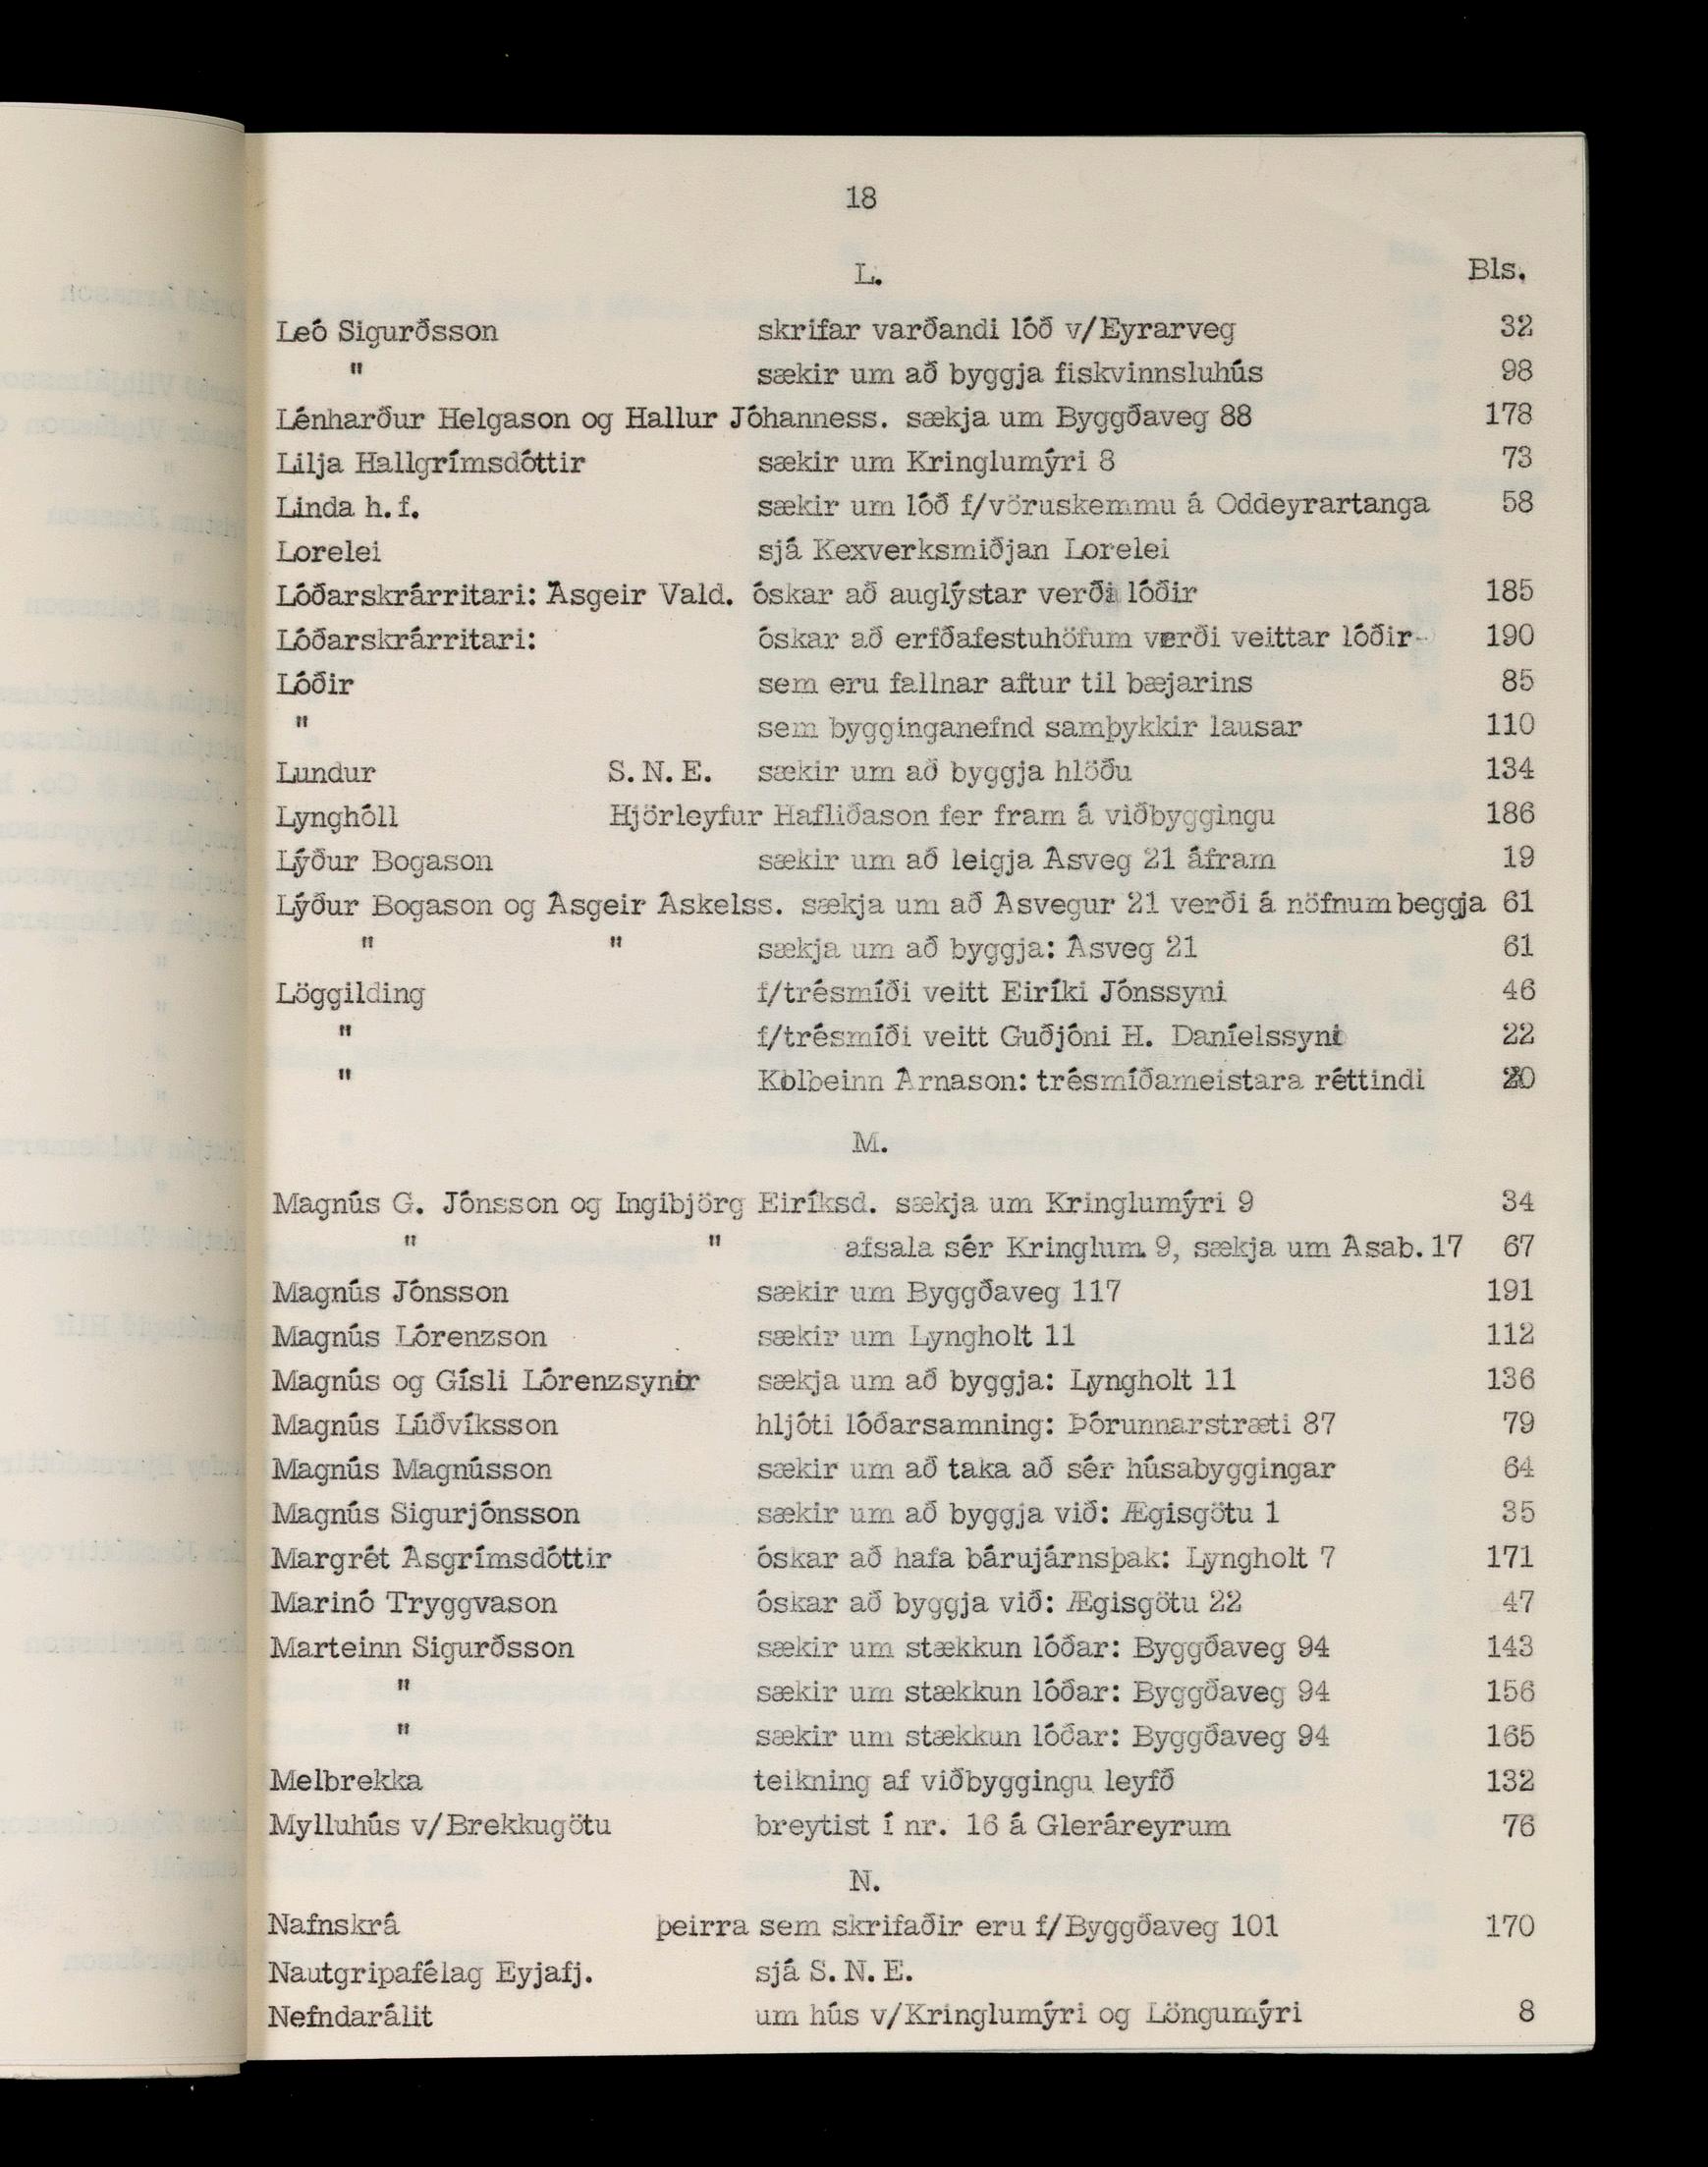 18
L. Bls.
Leó Sigurðsson skrifar varðandi lóð v/Eyrarveg 32
" sækir um að byggja fiskvinnsluhús 98
Lénharður Helgason og Hallur Jóhanness. sækja um Byggðaveg 88 178
Lilja Hallgrímsdóttir sækir um Kringlumýri 8 73
Linda h.f. sækir um lóð f/vöruskemmu á Oddeyrartanga 58
Lorelei sjá Kexverksmiðjan Lorelei
Lóðarskrárritari: Ásgeir Vald. óskar að auglýstar verði lóðir 185
Lóðarskrárritari: óskar að erfðafestuhöfum verði veittar lóðir 190
Lóðir sem eru fallnar aftur til bæjarins 85
" sem bygginganefnd samþykkir lausar 110
Lundur S.N.E. sækir um að byggja hlöðu 134
Lynghóll Hjörleyfur Hafliðason fer fram á viðbyggingu 186
Lýður Bogason sækir um að leigja Ásveg 21 áfram 19
Lýður Bogason og Ásgeir Áskelss. sækja um að Ásvegur 21 verði á nöfnum beggja 61
" " sækja um að byggja: Ásveg 21 61
Löggilding f/trésmíði veitt Eiríki Jónssyni 46
" f/trésmíði veitt Guðjóni H. Daníelssyni 22
" Kolbeinn Árnason: trésmíðameistara réttindi
M.
Magnús G. Jónsson og Ingibjörg Eiríksd. sækja um Kringlumýri 9 34
" " afsala sér Kringlum. 9, sækja um Ásab. 17 67
Magnús Jónsson sækir um Byggðaveg 117 191
Magnús Lórenzson sækir um Lyngholt 11 112
Magnús og Gísli Lórenzsynir sækja um að byggja: Lyngholt 11 136
Magnús Lúðvíksson hljóti lóðarsamning: Þórunnarstræti 87 79
Magnús Magnússon sækir um að taka að sér húsabyggingar 64
Magnús Sigurjónsson sækir um að byggja við: Ægisgötu 1 35
Margrét Ásgrímsdóttir óskar að hafa bárujárnsþak: Lyngholt 7 171
Marinó Tryggvason óskar að byggja við: Ægisgötu 22 47
Marteinn Sigurðsson sækir um stækkun lóðar: Byggðaveg 94 143
" sækir um stækkun lóðar: Byggðaveg 94 156
" sækir um stækkun lóðar: Byggðaveg 94 165
Melbrekka teikning af viðbyggingu leyfð 132
Mylluhús v/Brekkugötu breytist í nr. 16 á Gleráreyrum 76
N.
Nafnskrá þeirra sem skrifaðir eru f/Byggðaveg 101 170
Nautgripafélag Eyjafj. sjá S.N.E.
Nefndarálit um hús v/Kringlumýri og Löngumýri 8